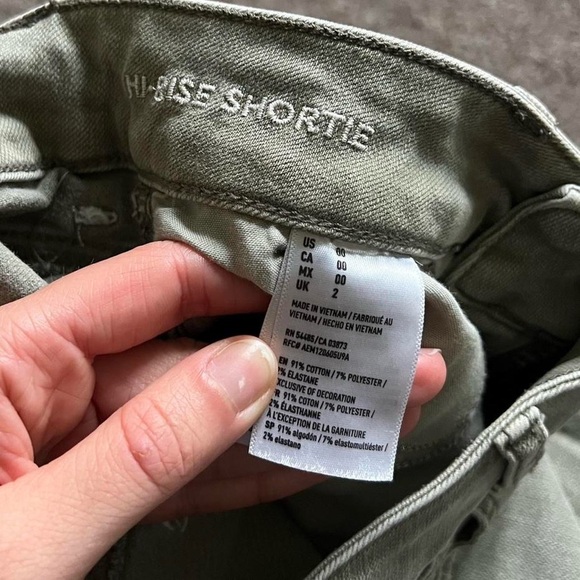 HI-RISE SHORTIE
US 00
CA 00
MX 00
UK 2
MADE IN VIETNAM / FABRIQUÉ AU
VIETNAM / HECHO EN VIETNAM
RN 54485/CA 03873
RFC# AEM120605U9A
EN 91% COTTON / 7% POLYESTER /
2% ELASTANE
EXCLUSIVE OF DECORATION
FR 91% COTON / 7% POLYESTER /
2% ÉLASTHANNE
À L'EXCEPTION DE LA GARNITURE
SP 91% algodón / 7% elastomultiéster /
2% elastano